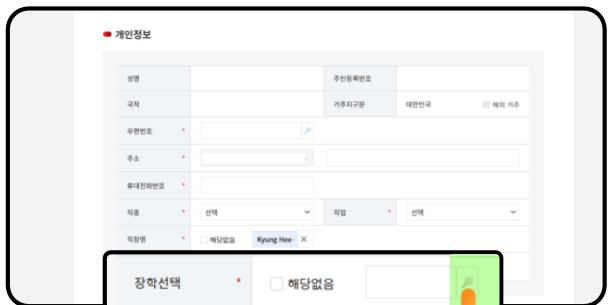 개인정보
성명 주민등록번호
국적 거주지구분 대한민국 해외 거주
우편번호 *
주소 *
휴대전화번호 *
직종 * 선택 직업 * 선택
직장명 * 해당없음 Kyung Hee ×
장학선택 * 해당없음